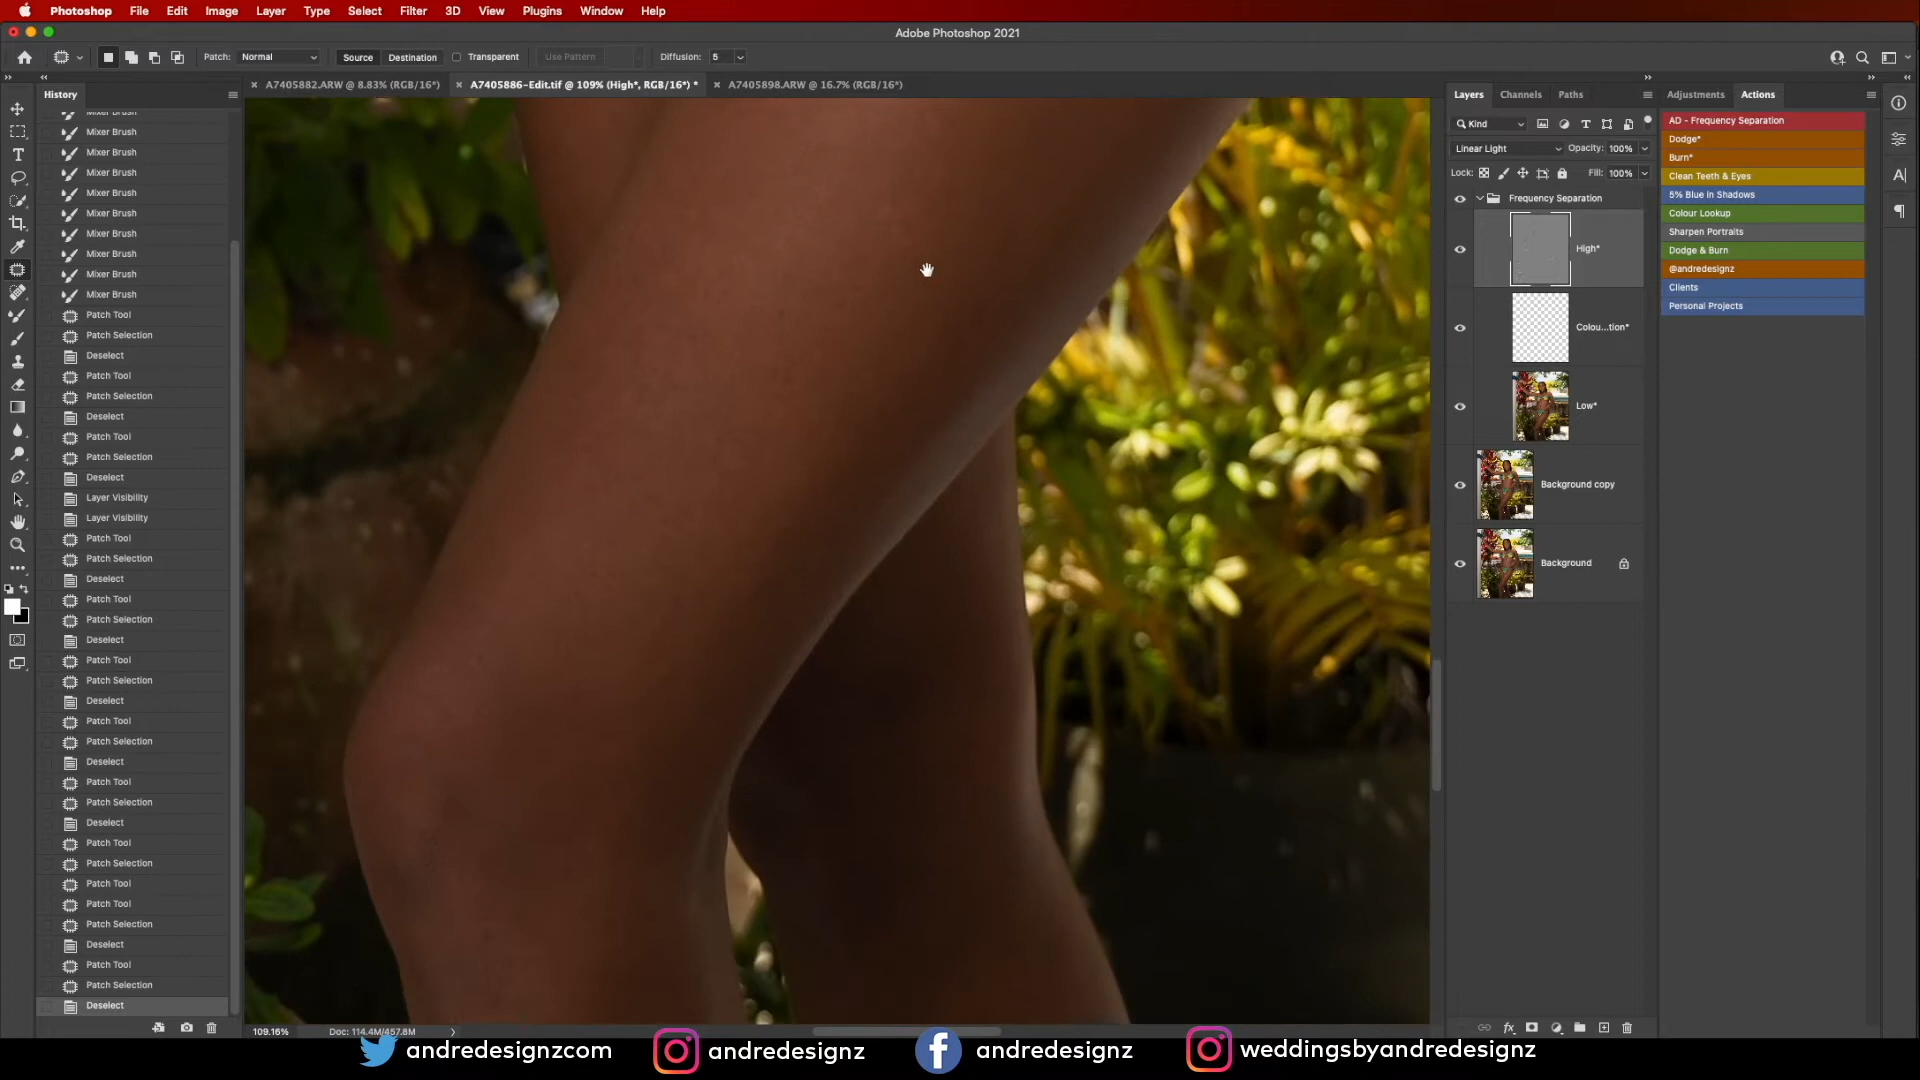 Photoshop File Edit Image Layer Type Select Filter 3D View Plugins Window Help
Adobe Photoshop 2021
Patch: Normal Source Destination Transparent Use Pattern Diffusion: 5
A7405882.ARW @ 8.83% (RGB/16*) A7405886-Edit.tif @ 109% (High*, RGB/16*) * A7405898.ARW @ 16.7% (RGB/16*)
History
Mixer Brush
Mixer Brush
Mixer Brush
Mixer Brush
Mixer Brush
Mixer Brush
Mixer Brush
Mixer Brush
Mixer Brush
Mixer Brush
Patch Tool
Patch Selection
Deselect
Patch Tool
Patch Selection
Deselect
Patch Tool
Patch Selection
Deselect
Layer Visibility
Layer Visibility
Patch Tool
Patch Selection
Deselect
Patch Tool
Patch Selection
Deselect
Patch Tool
Patch Selection
Deselect
Patch Tool
Patch Selection
Deselect
Patch Tool
Patch Selection
Deselect
Patch Tool
Patch Selection
Patch Tool
Patch Tool
Patch Selection
Deselect
Patch Tool
Patch Selection
Deselect
Layers Channels Paths
Kind
Linear Light Opacity: 100%
Lock: Fill: 100%
Frequency Separation
High*
Colou...tion*
Low*
Background copy
Background
Adjustments Actions
AD - Frequency Separation
Dodge*
Burn*
Clean Teeth & Eyes
5% Blue In Shadows
Colour Lookup
Sharpen Portraits
Dodge & Burn
@andredesignz
Clients
Personal Projects
109.16% Doc: 114.4M/457.8M
andredesignzcom andredesignz andredesignz weddingsbyandredesignz